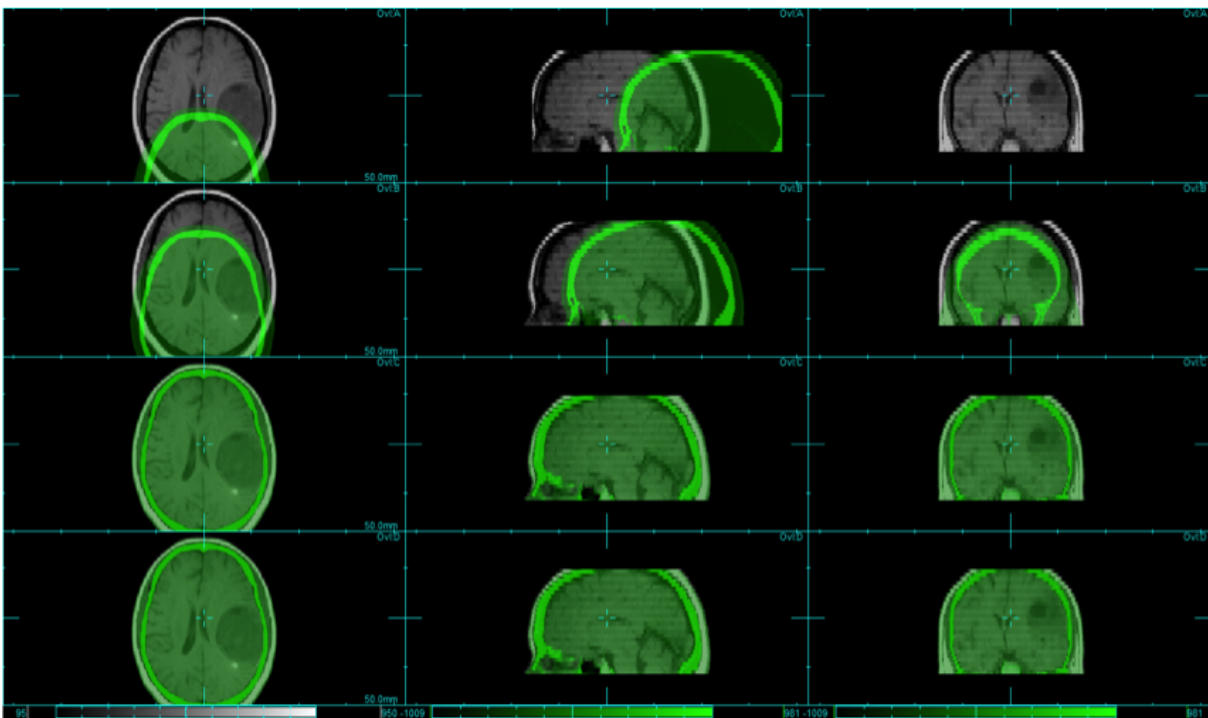 Ovl:A Ovl:A Ovl:A
50.0mm Ovl:B Ovl:B Ovl:B
50.0mm Ovl:C Ovl:C Ovl:C
50.0mm Ovl:D Ovl:D Ovl:D
50.0mm
95 950 -1009 981 -1009 981